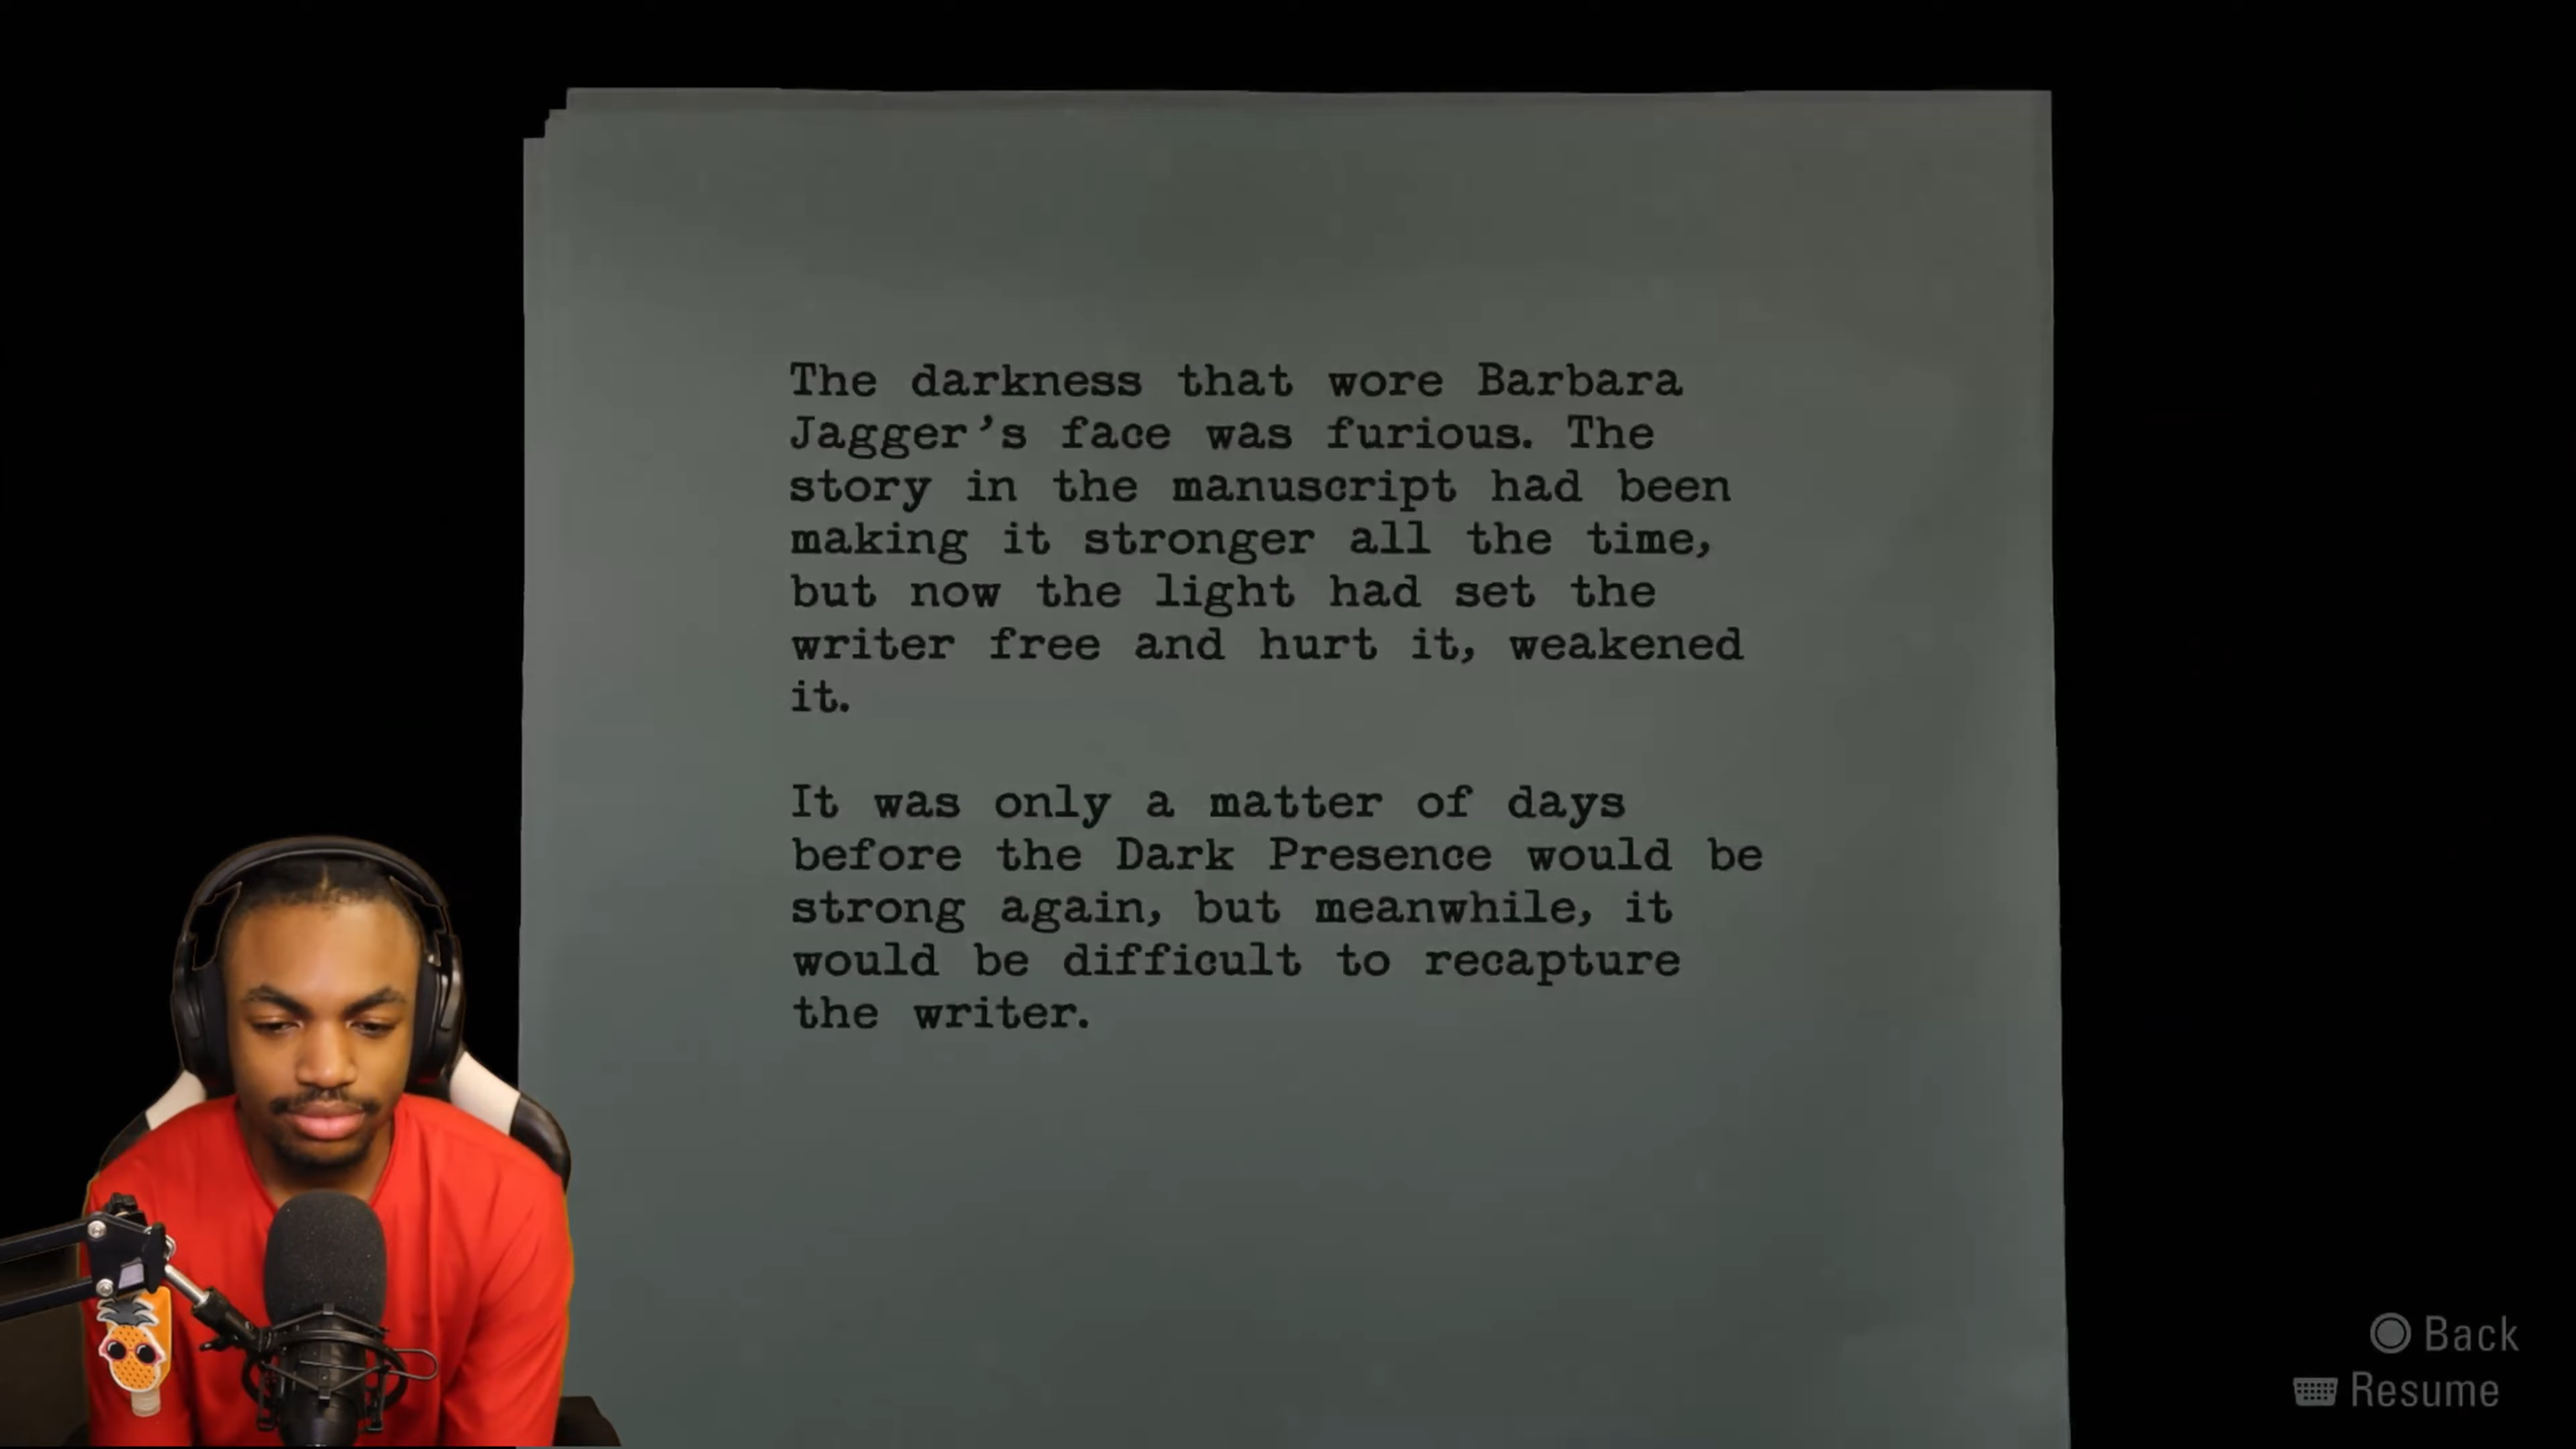 The darkness that wore Barbara
Jagger's face was furious. The
story in the manuscript had been
making it stronger all the time,
but now the light had set the
writer free and hurt it, weakened
it.
It was only a matter of days
before the Dark Presence would be
strong again, but meanwhile, it
would be difficult to recapture
the writer.
Back
Resume